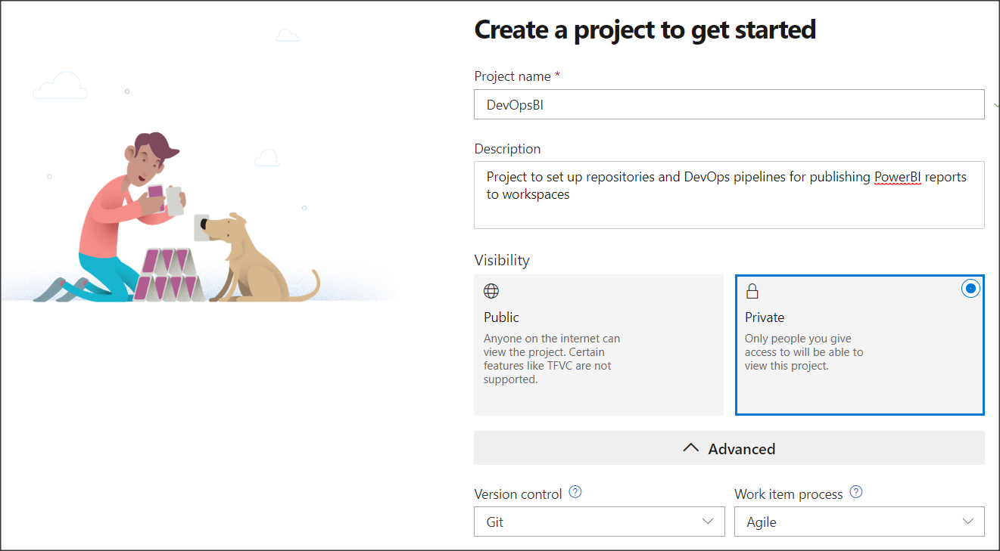 Create a project to get started
Project name *
DevOpsBI
Description
Project to set up repositories and DevOps pipelines for publishing PowerBI reports
to workspaces
Visibility
Public
Anyone on the internet can
view the project. Certain
features like TFVC are not
supported.
Private
Only people you give
access to will be able to
view this project.
Advanced
Version control ?
Git
Work item process ?
Agile